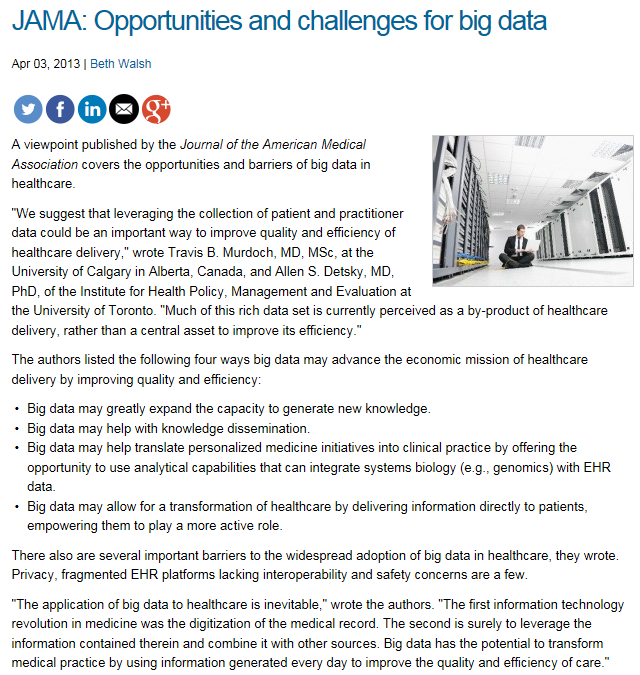 JAMA: Opportunities and challenges for big data
Apr 03, 2013 | Beth Walsh
A viewpoint published by the Journal of the American Medical
Association covers the opportunities and barriers of big data in
healthcare.
"We suggest that leveraging the collection of patient and practitioner
data could be an important way to improve quality and efficiency of
healthcare delivery," wrote Travis B. Murdoch, MD, MSc, at the
University of Calgary in Alberta, Canada, and Allen S. Detsky, MD,
PhD, of the Institute for Health Policy, Management and Evaluation at
the University of Toronto. "Much of this rich data set is currently perceived as a by-product of healthcare
delivery, rather than a central asset to improve its efficiency."
The authors listed the following four ways big data may advance the economic mission of healthcare
delivery by improving quality and efficiency:
• Big data may greatly expand the capacity to generate new knowledge.
• Big data may help with knowledge dissemination.
• Big data may help translate personalized medicine initiatives into clinical practice by offering the
opportunity to use analytical capabilities that can integrate systems biology (e.g., genomics) with EHR
data.
• Big data may allow for a transformation of healthcare by delivering information directly to patients,
empowering them to play a more active role.
There also are several important barriers to the widespread adoption of big data in healthcare, they wrote.
Privacy, fragmented EHR platforms lacking interoperability and safety concerns are a few.
"The application of big data to healthcare is inevitable," wrote the authors. "The first information technology
revolution in medicine was the digitization of the medical record. The second is surely to leverage the
information contained therein and combine it with other sources. Big data has the potential to transform
medical practice by using information generated every day to improve the quality and efficiency of care."